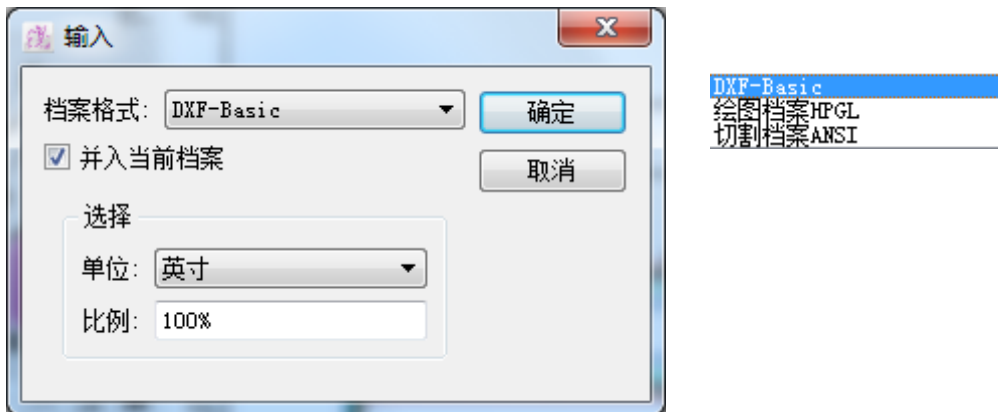 输入
档案格式: DXF-Basic
确定
并入当前档案
取消
选择
单位: 英寸
比例: 100%
DXF-Basic
绘图档案HPGL
切割档案ANSI